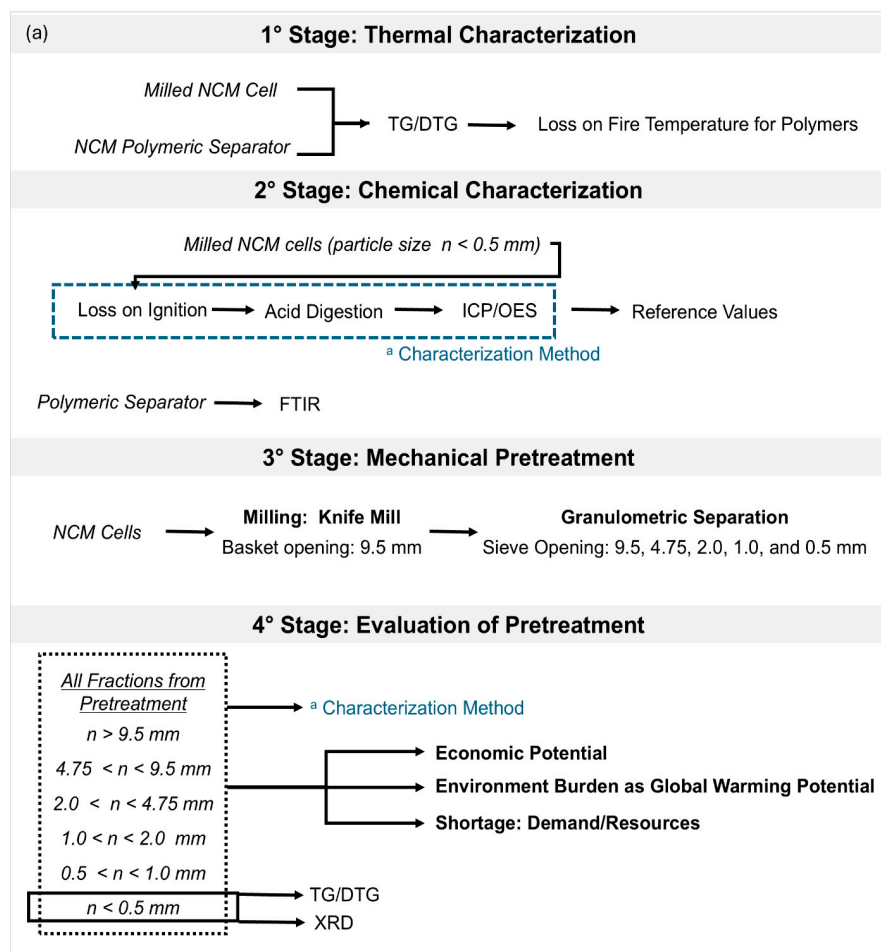 (a)
1° Stage: Thermal Characterization
Milled NCM Cell
NCM Polymeric Separator
TG/DTG
Loss on Fire Temperature for Polymers
2° Stage: Chemical Characterization
Milled NCM cells (particle size n < 0.5 mm)
Loss on Ignition
Acid Digestion
ICP/OES
Reference Values
a Characterization Method
Polymeric Separator
FTIR
3° Stage: Mechanical Pretreatment
NCM Cells
Milling: Knife Mill
Basket opening: 9.5 mm
Granulometric Separation
Sieve Opening: 9.5, 4.75, 2.0, 1.0, and 0.5 mm
4° Stage: Evaluation of Pretreatment
All Fractions from
Pretreatment
n > 9.5 mm
4.75 < n < 9.5 mm
2.0 < n < 4.75 mm
1.0 < n < 2.0 mm
0.5 < n < 1.0 mm
n < 0.5 mm
a Characterization Method
Economic Potential
Environment Burden as Global Warming Potential
Shortage: Demand/Resources
TG/DTG
XRD